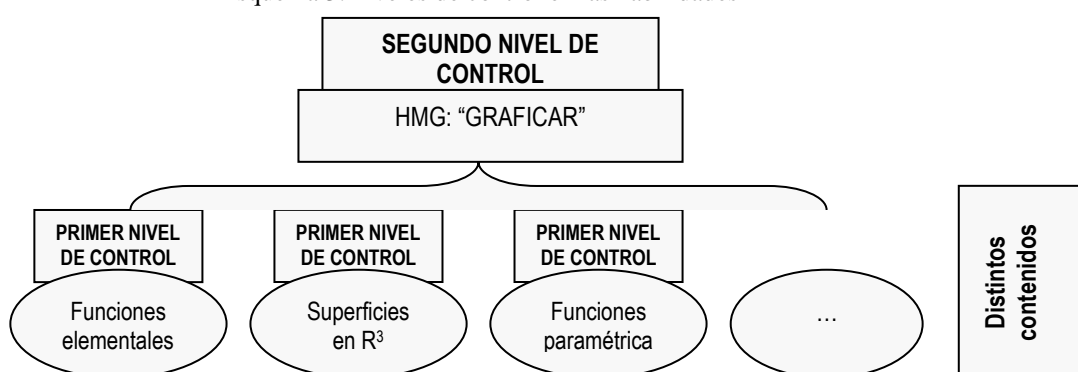 SEGUNDO NIVEL DE
CONTROL
HMG: “GRAFICAR”
PRIMER NIVEL
DE CONTROL
PRIMER NIVEL
DE CONTROL
PRIMER NIVEL
DE CONTROL
Funciones
elementales
Superficies
en R³
Funciones
paramétrica
…
Distintos
contenidos